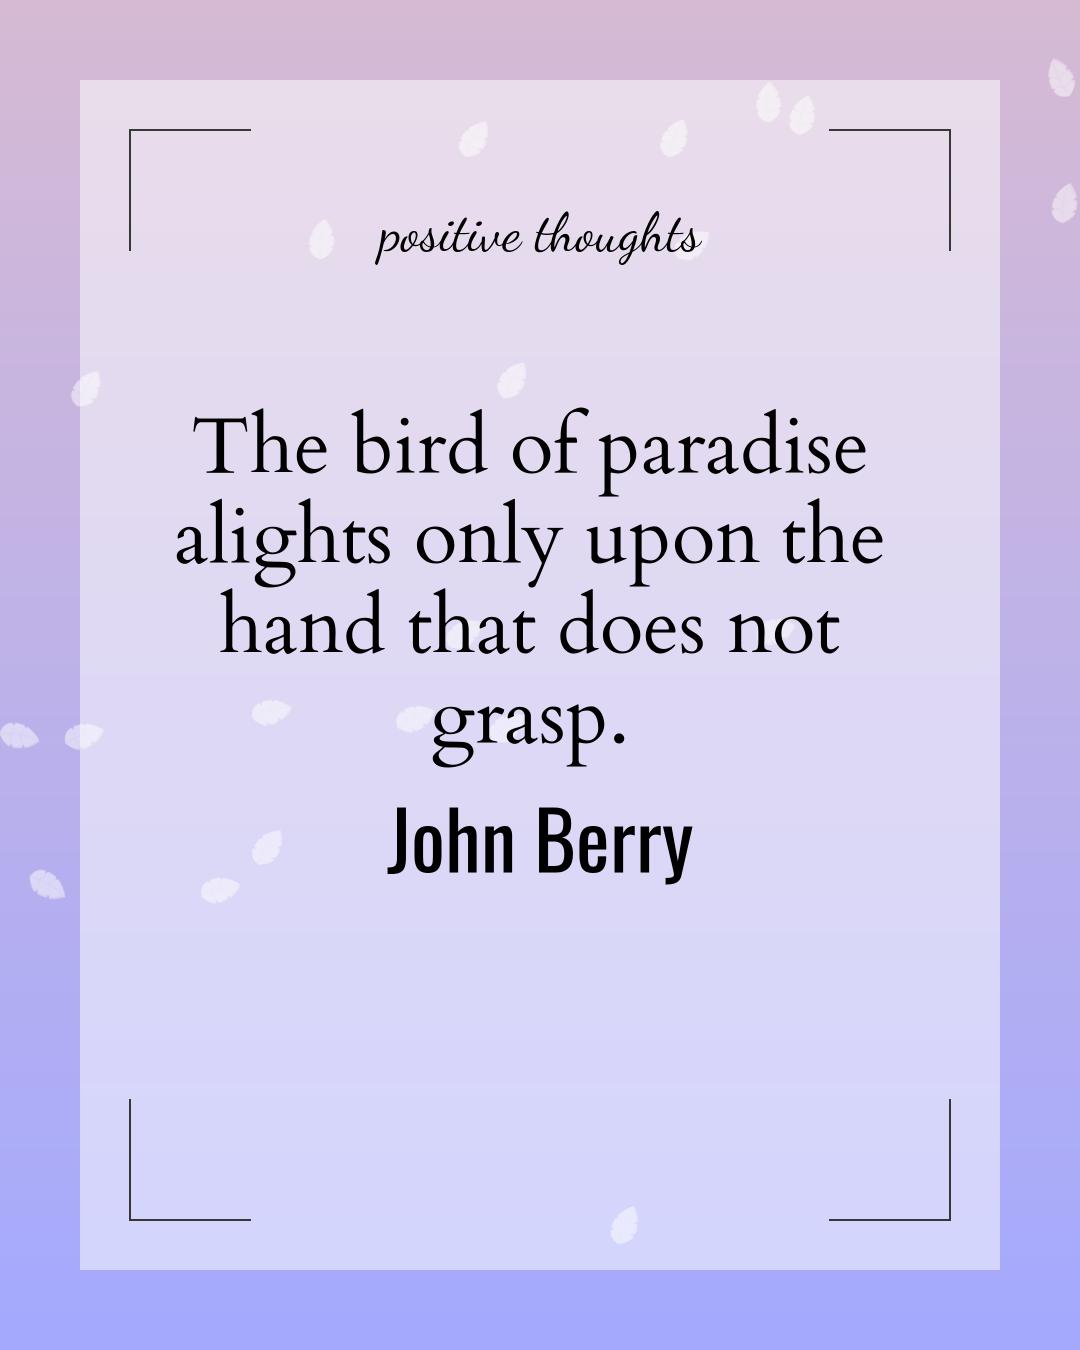 positive thoughts
The bird of paradise
alights only upon the
hand that does not
grasp.
John Berry